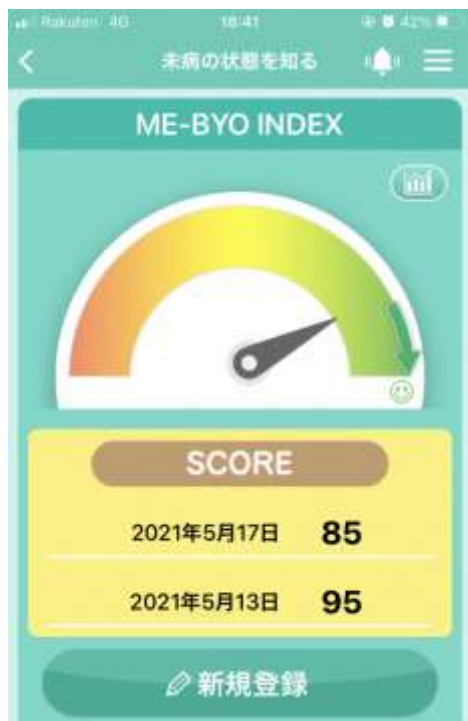 Rakuten 4G 18:41 42%
未病の状態を知る
ME-BYO INDEX
SCORE
2021年5月17日 85
2021年5月13日 95
新規登録